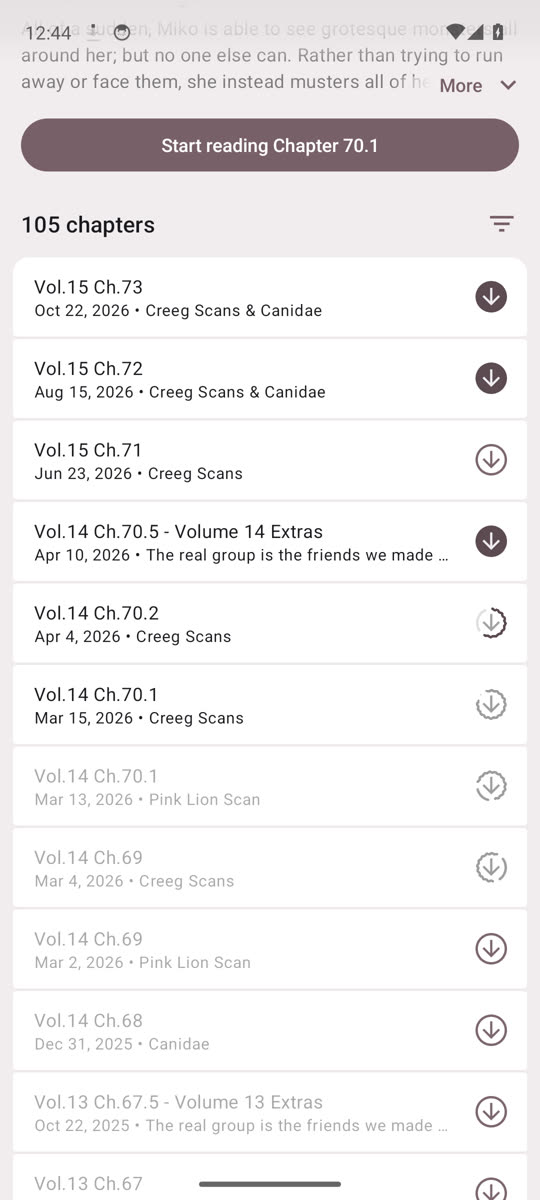 12:44
All of a sudden, Miko is able to see grotesque monsters all
around her; but no one else can. Rather than trying to run
away or face them, she instead musters all of he
More
Start reading Chapter 70.1
105 chapters
Vol.15 Ch.73
Oct 22, 2026 • Creeg Scans & Canidae
Vol.15 Ch.72
Aug 15, 2026 • Creeg Scans & Canidae
Vol.15 Ch.71
Jun 23, 2026 • Creeg Scans
Vol.14 Ch.70.5 - Volume 14 Extras
Apr 10, 2026 • The real group is the friends we made …
Vol.14 Ch.70.2
Apr 4, 2026 • Creeg Scans
Vol.14 Ch.70.1
Mar 15, 2026 • Creeg Scans
Vol.14 Ch.70.1
Mar 13, 2026 • Pink Lion Scan
Vol.14 Ch.69
Mar 4, 2026 • Creeg Scans
Vol.14 Ch.69
Mar 2, 2026 • Pink Lion Scan
Vol.14 Ch.68
Dec 31, 2025 • Canidae
Vol.13 Ch.67.5 - Volume 13 Extras
Oct 22, 2025 • The real group is the friends we made …
Vol.13 Ch.67